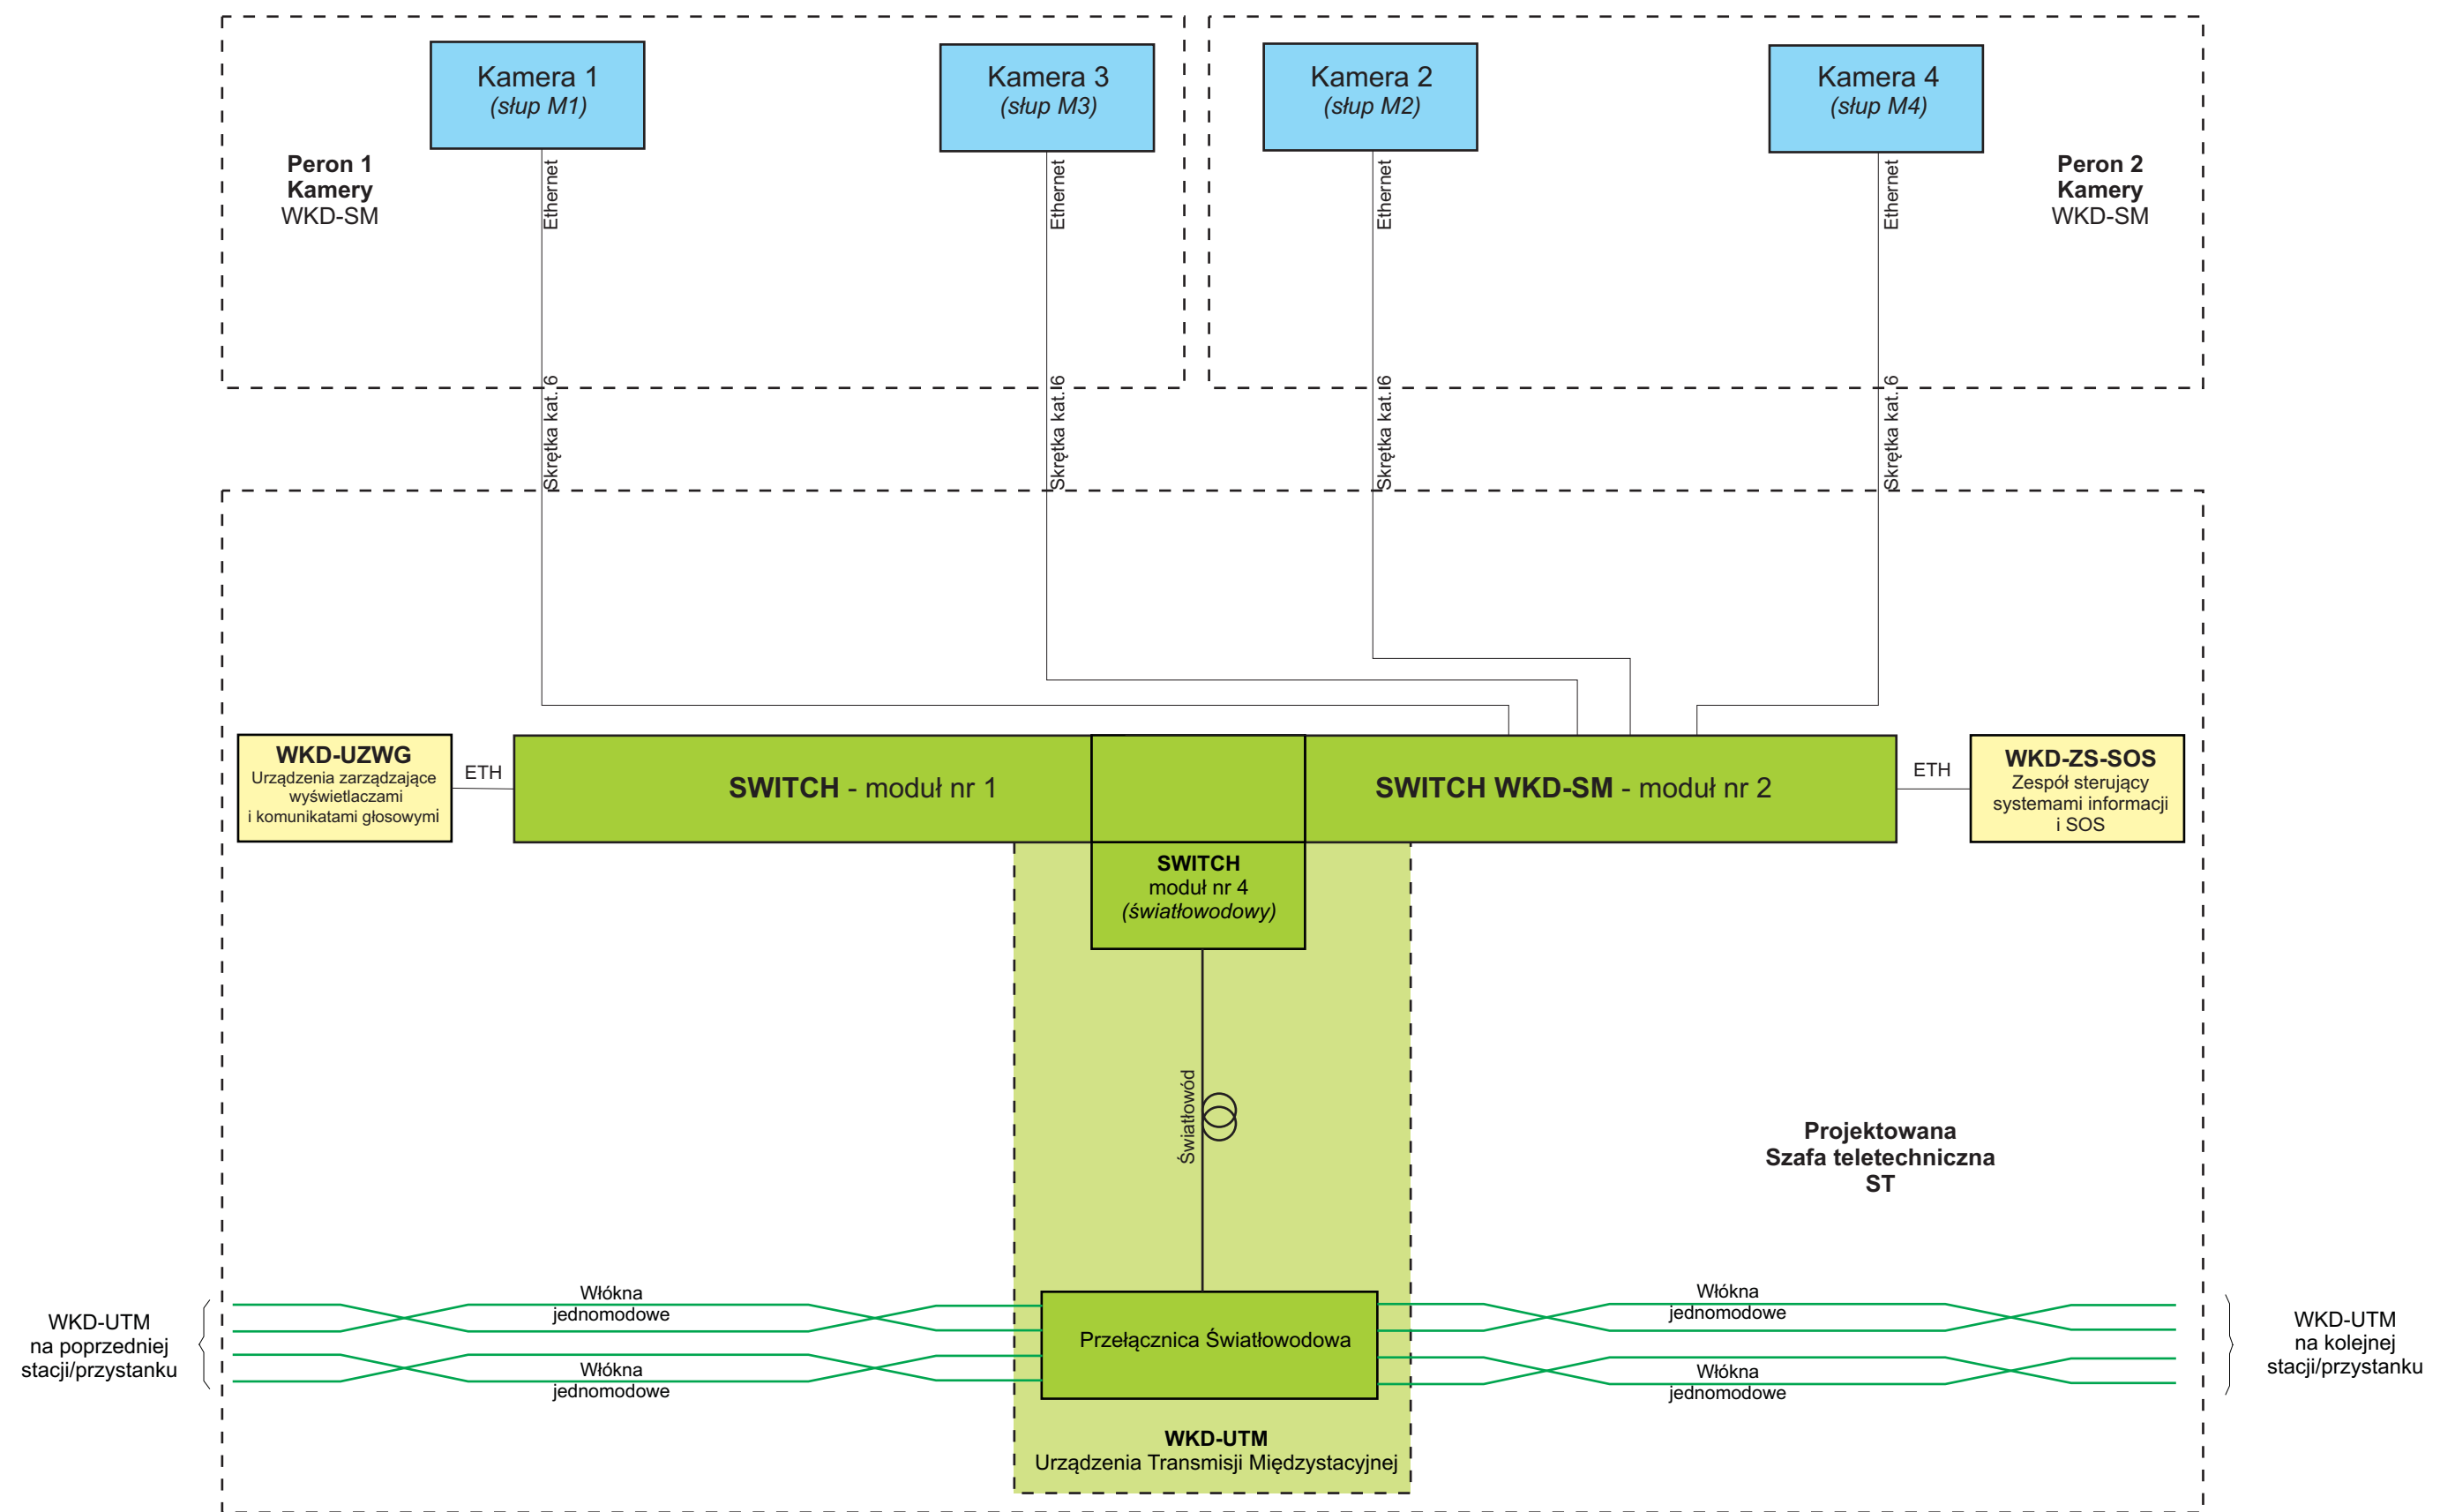 Kamera 1
(słup M1)
Kamera 3
(słup M3)
Kamera 2
(słup M2)
Kamera 4
(słup M4)
Peron 1
Kamery
WKD-SM
Ethernet
Ethernet
Ethernet
Ethernet
Peron 2
Kamery
WKD-SM
Skrętka kat. 6
Skrętka kat. 6
Skrętka kat. 6
Skrętka kat. 6
WKD-UZWG
Urządzenia zarządzające
wyświetlaczami
i komunikatami głosowymi
ETH
SWITCH - moduł nr 1
SWITCH WKD-SM - moduł nr 2
ETH
WKD-ZS-SOS
Zespół sterujący
systemami informacji
i SOS
SWITCH
moduł nr 4
(światłowodowy)
Światłowód
Projektowana
Szafa teletechniczna
ST
WKD-UTM
na poprzedniej
stacji/przystanku
Włókna
jednomodowe
Włókna
jednomodowe
Przełącznica Światłowodowa
Włókna
jednomodowe
Włókna
jednomodowe
WKD-UTM
na kolejnej
stacji/przystanku
WKD-UTM
Urządzenia Transmisji Międzystacyjnej